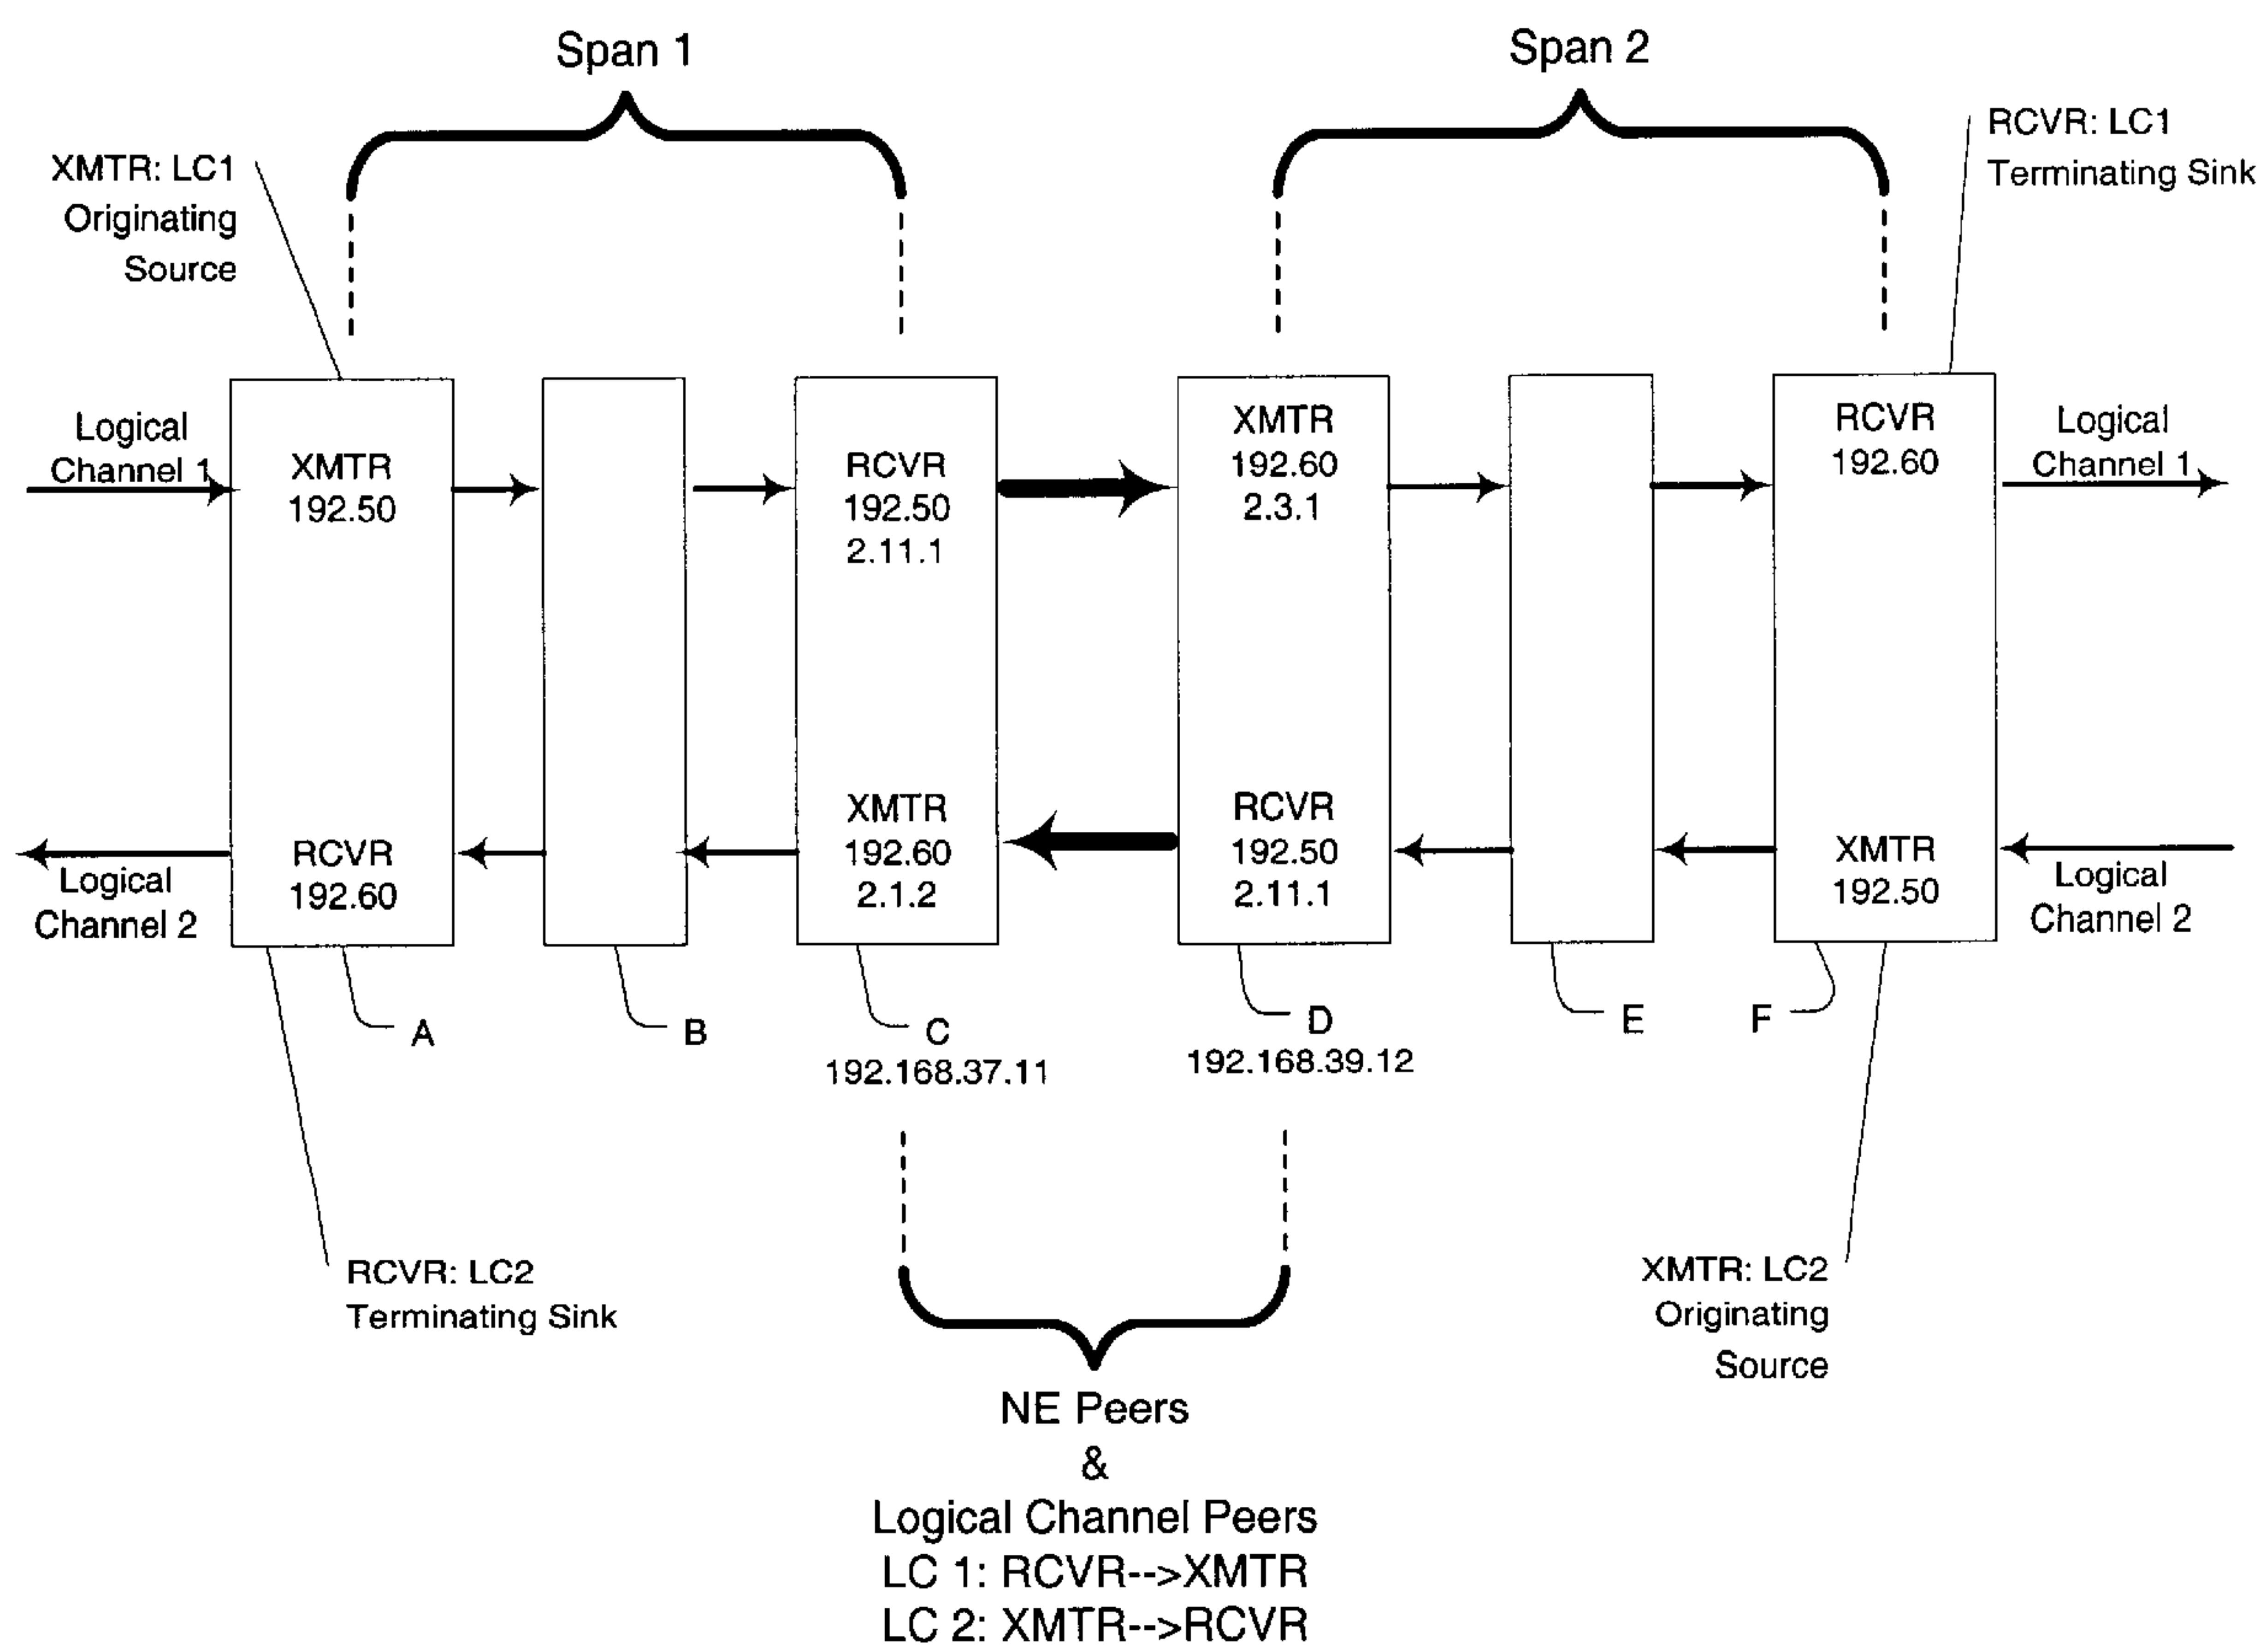 Span 1
Span 2
XMTR: LC1
Originating
Source
RCVR: LC1
Terminating Sink
Logical
Channel 1
XMTR
192.50
RCVR
192.50
2.11.1
XMTR
192.60
2.3.1
RCVR
192.60
Logical
Channel 1
Logical
Channel 2
RCVR
192.60
XMTR
192.60
2.1.2
RCVR
192.50
2.11.1
XMTR
192.50
Logical
Channel 2
A
B
C
192.168.37.11
D
192.168.39.12
E
F
RCVR: LC2
Terminating Sink
XMTR: LC2
Originating
Source
NE Peers
&
Logical Channel Peers
LC 1: RCVR-->XMTR
LC 2: XMTR-->RCVR